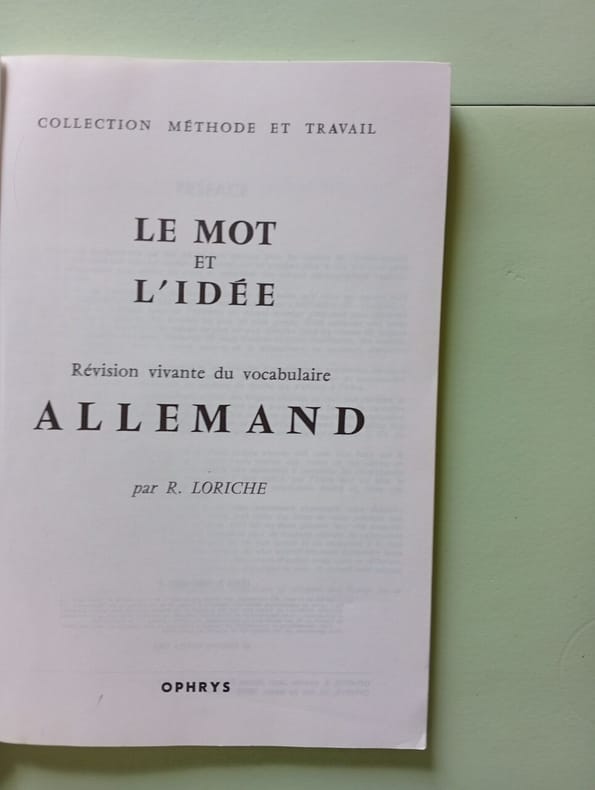 COLLECTION MÉTHODE ET TRAVAIL
LE MOT
ET
L'IDÉE
Révision vivante du vocabulaire
ALLEMAND
par R. LORICHE
OPHRYS